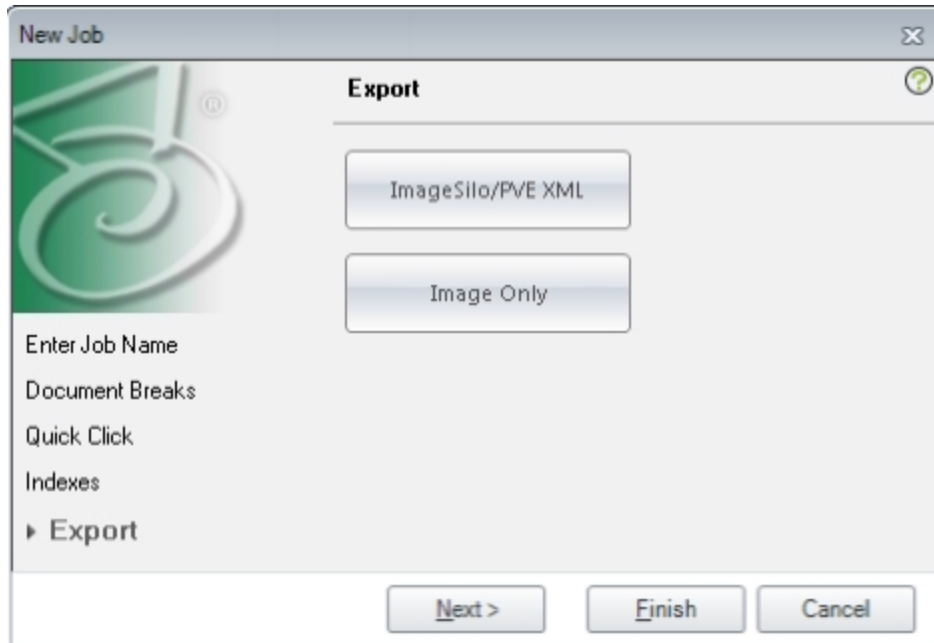 New Job
Export
ImageSilo/PVE XML
Image Only
Enter Job Name
Document Breaks
Quick Click
Indexes
Export
Next >
Finish
Cancel